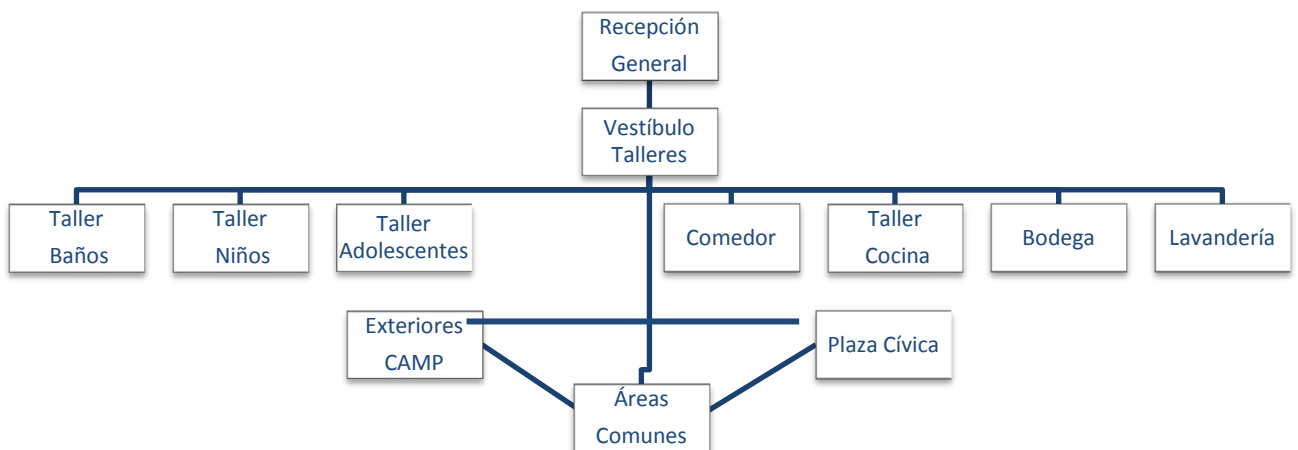 Recepción
General
Vestíbulo
Talleres
Taller
Baños
Taller
Niños
Taller
Adolescentes
Comedor
Taller
Cocina
Bodega
Lavandería
Exteriores
CAMP
Plaza Cívica
Áreas
Comunes